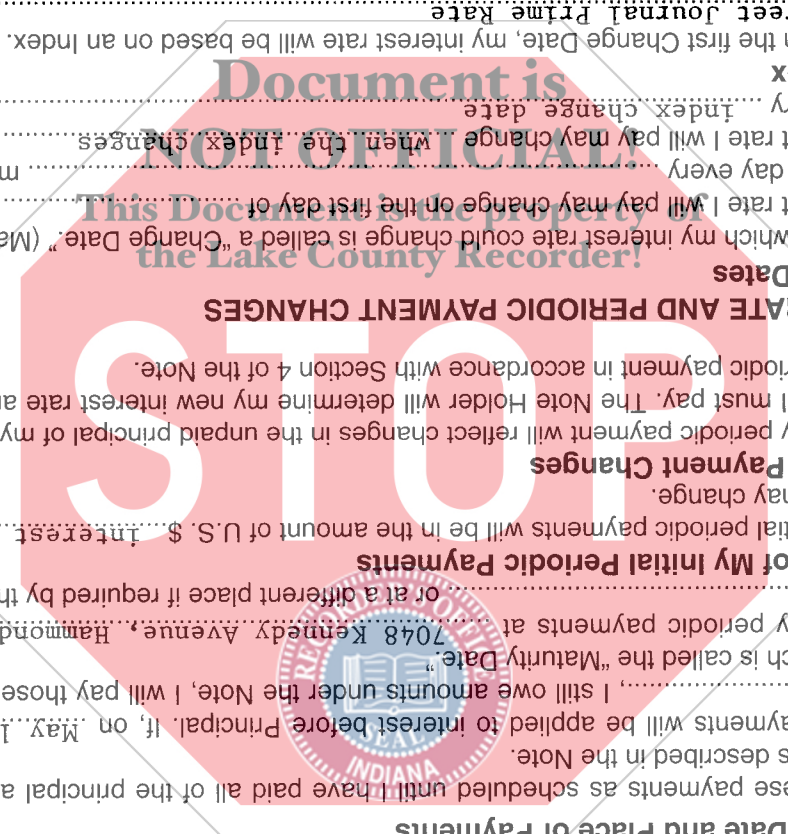 Document is
NOT OFFICIAL!
This Document is the property of
the Lake County Recorder!
STOP
RECORDER'S OFFICE
SEAL
INDIANA
Date and Place of Payments
ese payments as scheduled until I have paid all of the principal a
s described in the Note.
ayments will be applied to interest before Principal. If, on May 1
, I still owe amounts under the Note, I will pay those
ch is called the "Maturity Date."
y periodic payments at 7048 Kennedy Avenue, Hammond
or at a different place if required by th
of My Initial Periodic Payments
tial periodic payments will be in the amount of U.S. $ interest
may change.
Payment Changes
y periodic payment will reflect changes in the unpaid principal of my
I must pay. The Note Holder will determine my new interest rate an
riodic payment in accordance with Section 4 of the Note.
RATE AND PERIODIC PAYMENT CHANGES
Dates
which my interest rate could change is called a "Change Date." (Ma
t rate I will pay may change on the first day of
day every m
t rate I will pay may change when the index changes
ry index change date
x
n the first Change Date, my interest rate will be based on an Index.
reet Journal Prime Rate